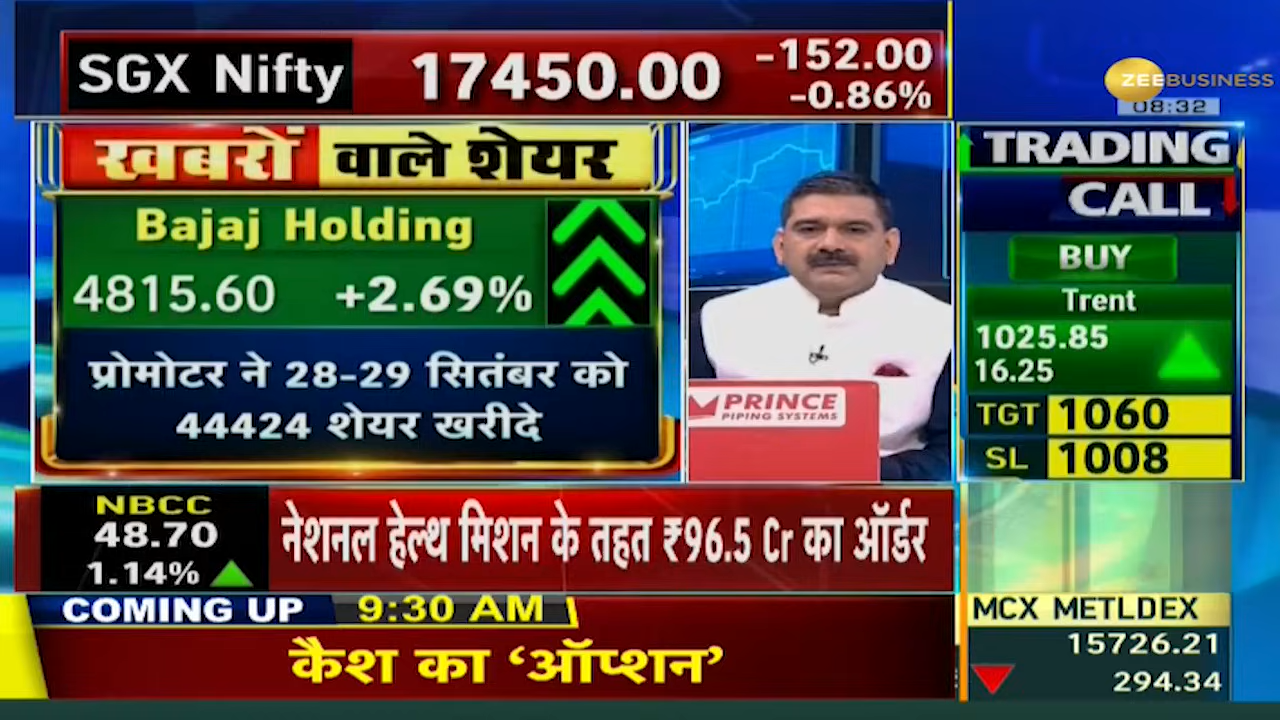 SGX Nifty 17450.00 -152.00
-0.86%
ZEEBUSINESS
08:32
खबरों वाले शेयर
Bajaj Holding
4815.60 +2.69%
प्रोमोटर ने 28-29 सितंबर को
44424 शेयर खरीदे
PRINCE
PIPING SYSTEMS
TRADING
CALL
BUY
Trent
1025.85
16.25
TGT 1060
SL 1008
NBCC
48.70
1.14%
नेशनल हेल्थ मिशन के तहत ₹96.5 Cr का ऑर्डर
COMING UP 9:30 AM
कैश का ‘ऑप्शन’
MCX METLDEX
15726.21
294.34